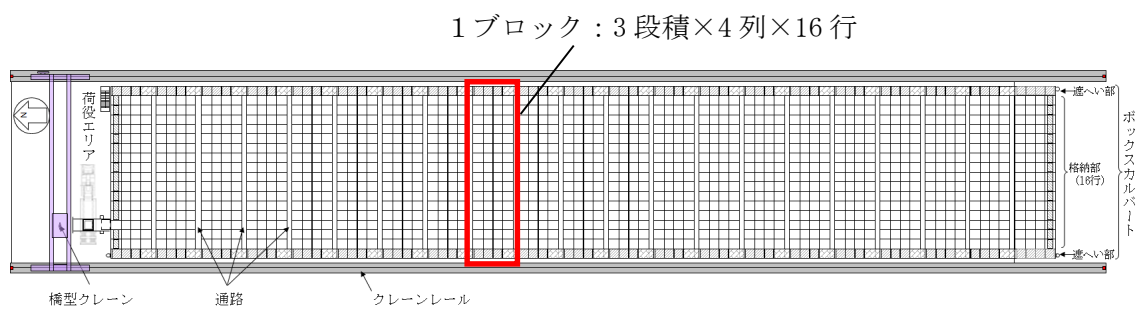 1ブロック：3段積×4列×16行
荷役エリア
N
遮へい部
ボックスカルバート
格納部
(16行)
遮へい部
橋型クレーン
通路
クレーンレール